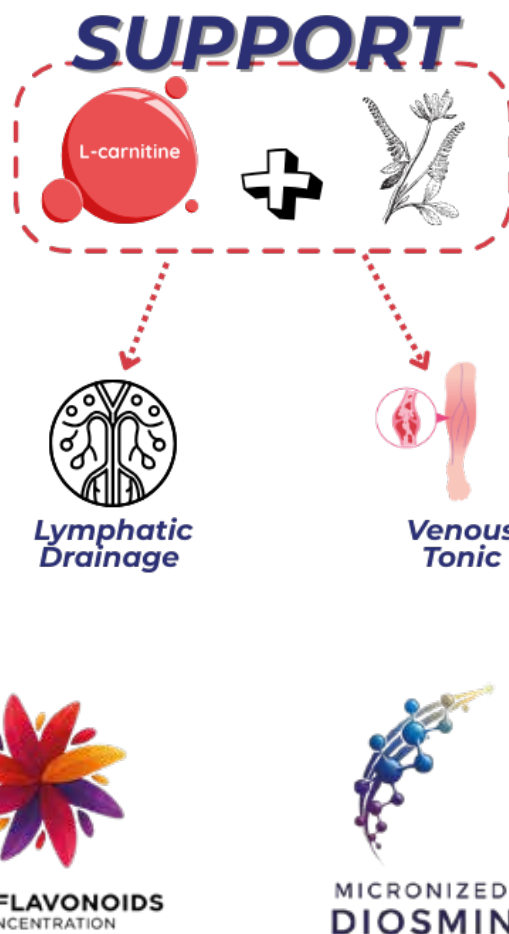 SUPPORT
L-carnitine
Lymphatic
Drainage
Venous
Tonic
FLAVONOIDS
NCENTRATION
MICRONIZED
DIOSMIN